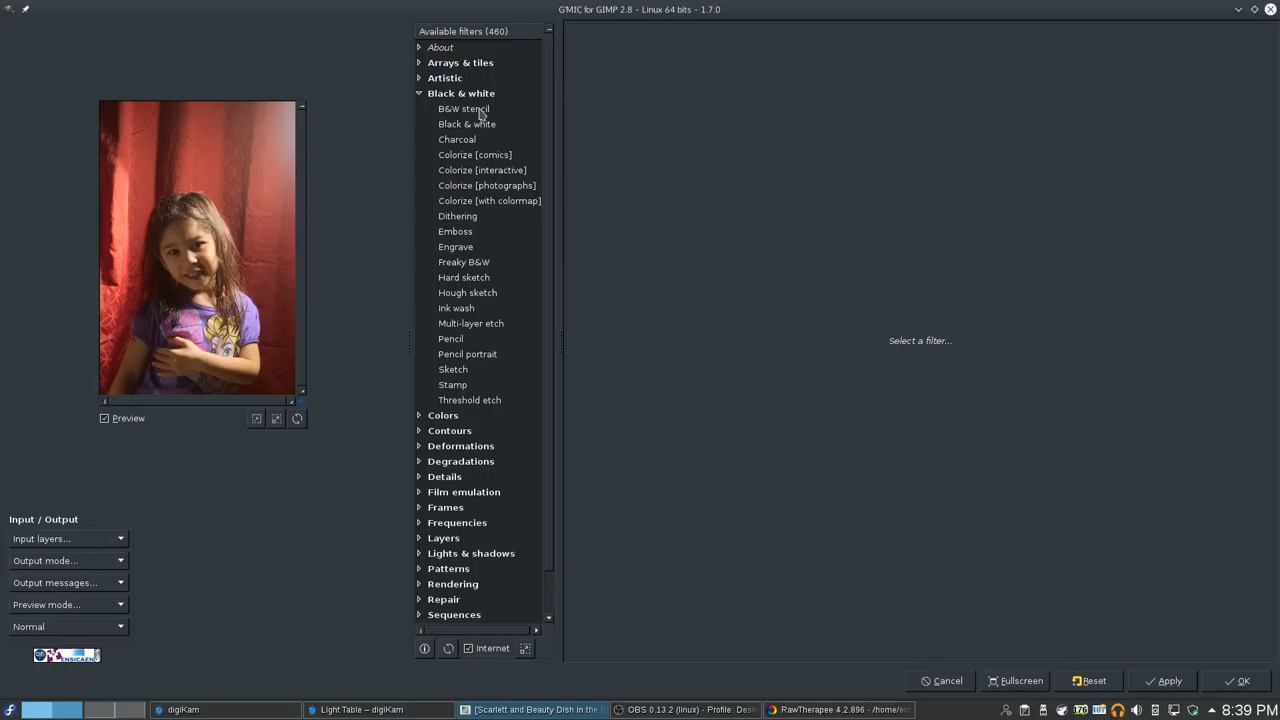 G'MIC for GIMP 2.8 - Linux 64 bits - 1.7.0
Available filters (460)
About
Arrays & tiles
Artistic
Black & white
B&W stencil
Black & white
Charcoal
Colorize [comics]
Colorize [interactive]
Colorize [photographs]
Colorize [with colormap]
Dithering
Emboss
Engrave
Freaky B&W
Hard sketch
Hough sketch
Ink wash
Multi-layer etch
Pencil
Pencil portrait
Sketch
Stamp
Threshold etch
Colors
Contours
Deformations
Degradations
Details
Film emulation
Frames
Frequencies
Layers
Lights & shadows
Patterns
Rendering
Repair
Sequences
Internet
Preview
Input / Output
Input layers...
Output mode...
Output messages...
Preview mode...
Normal
ENSICAEN
Select a filter...
Cancel
Fullscreen
Reset
Apply
OK
digiKam
Light Table – digiKam
[Scarlett and Beauty Dish in the
OBS 0.13.2 (linux) - Profile: Desk
RawTherapee 4.2.896 - /home/er
8:39 PM